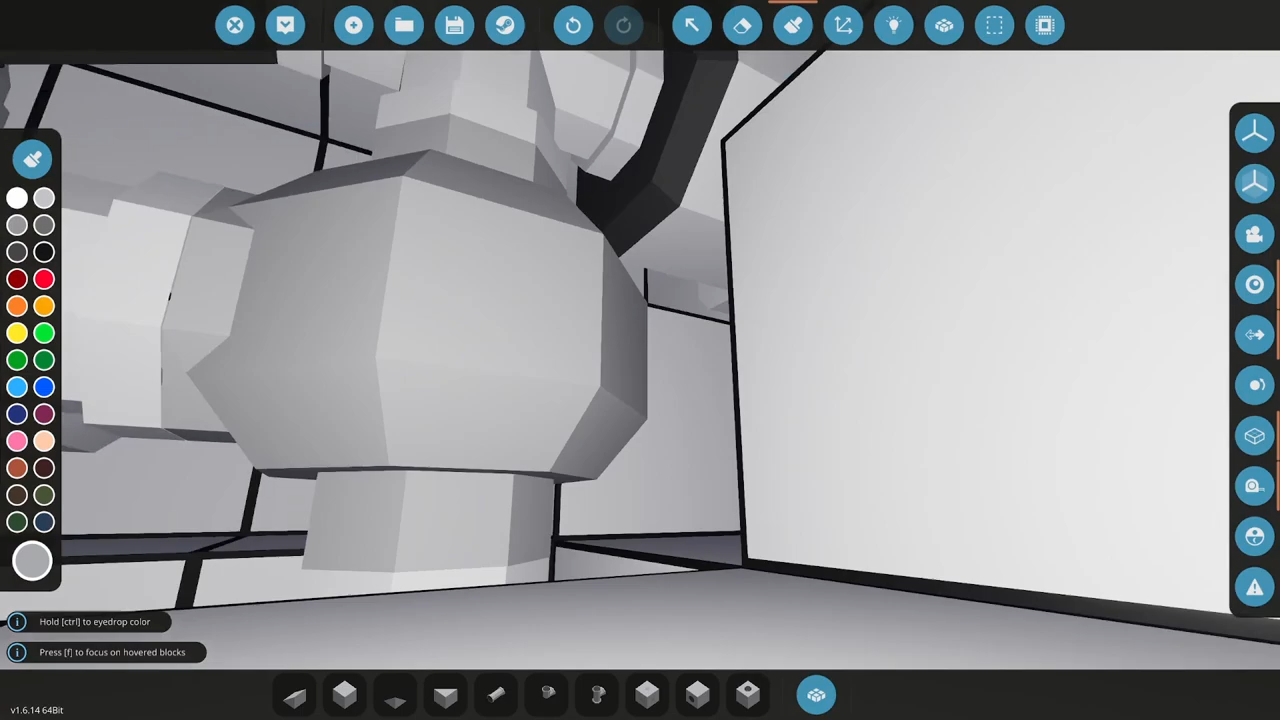 Hold [ctrl] to eyedrop color
Press [f] to focus on hovered blocks
v1.6.14 64Bit